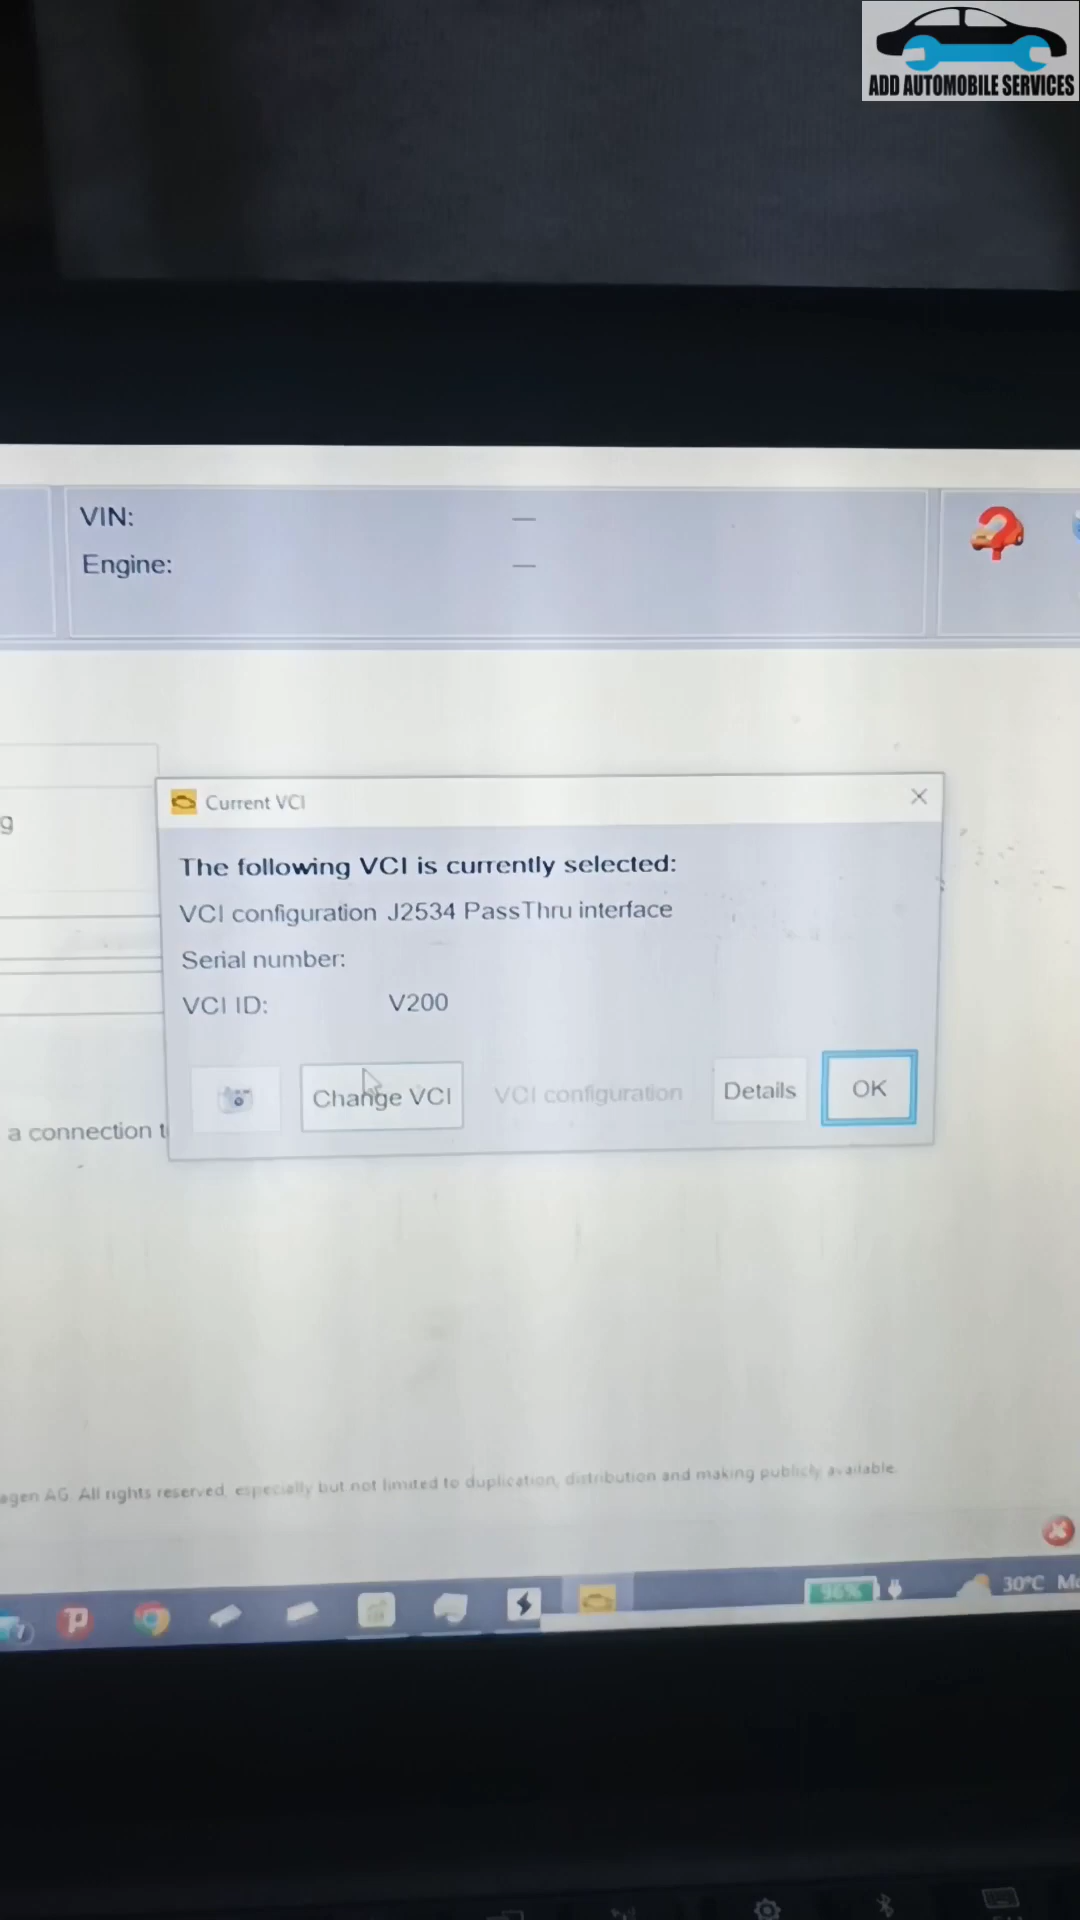 ADD AUTOMOBILE SERVICES
VIN: —
Engine: —
g
Current VCI
The following VCI is currently selected:
VCI configuration J2534 PassThru interface
Serial number:
VCI ID: V200
Change VCI
VCI configuration
Details
OK
a connection t
agen AG. All rights reserved, especially but not limited to duplication, distribution and making publicly available.
96%
30°C Mo